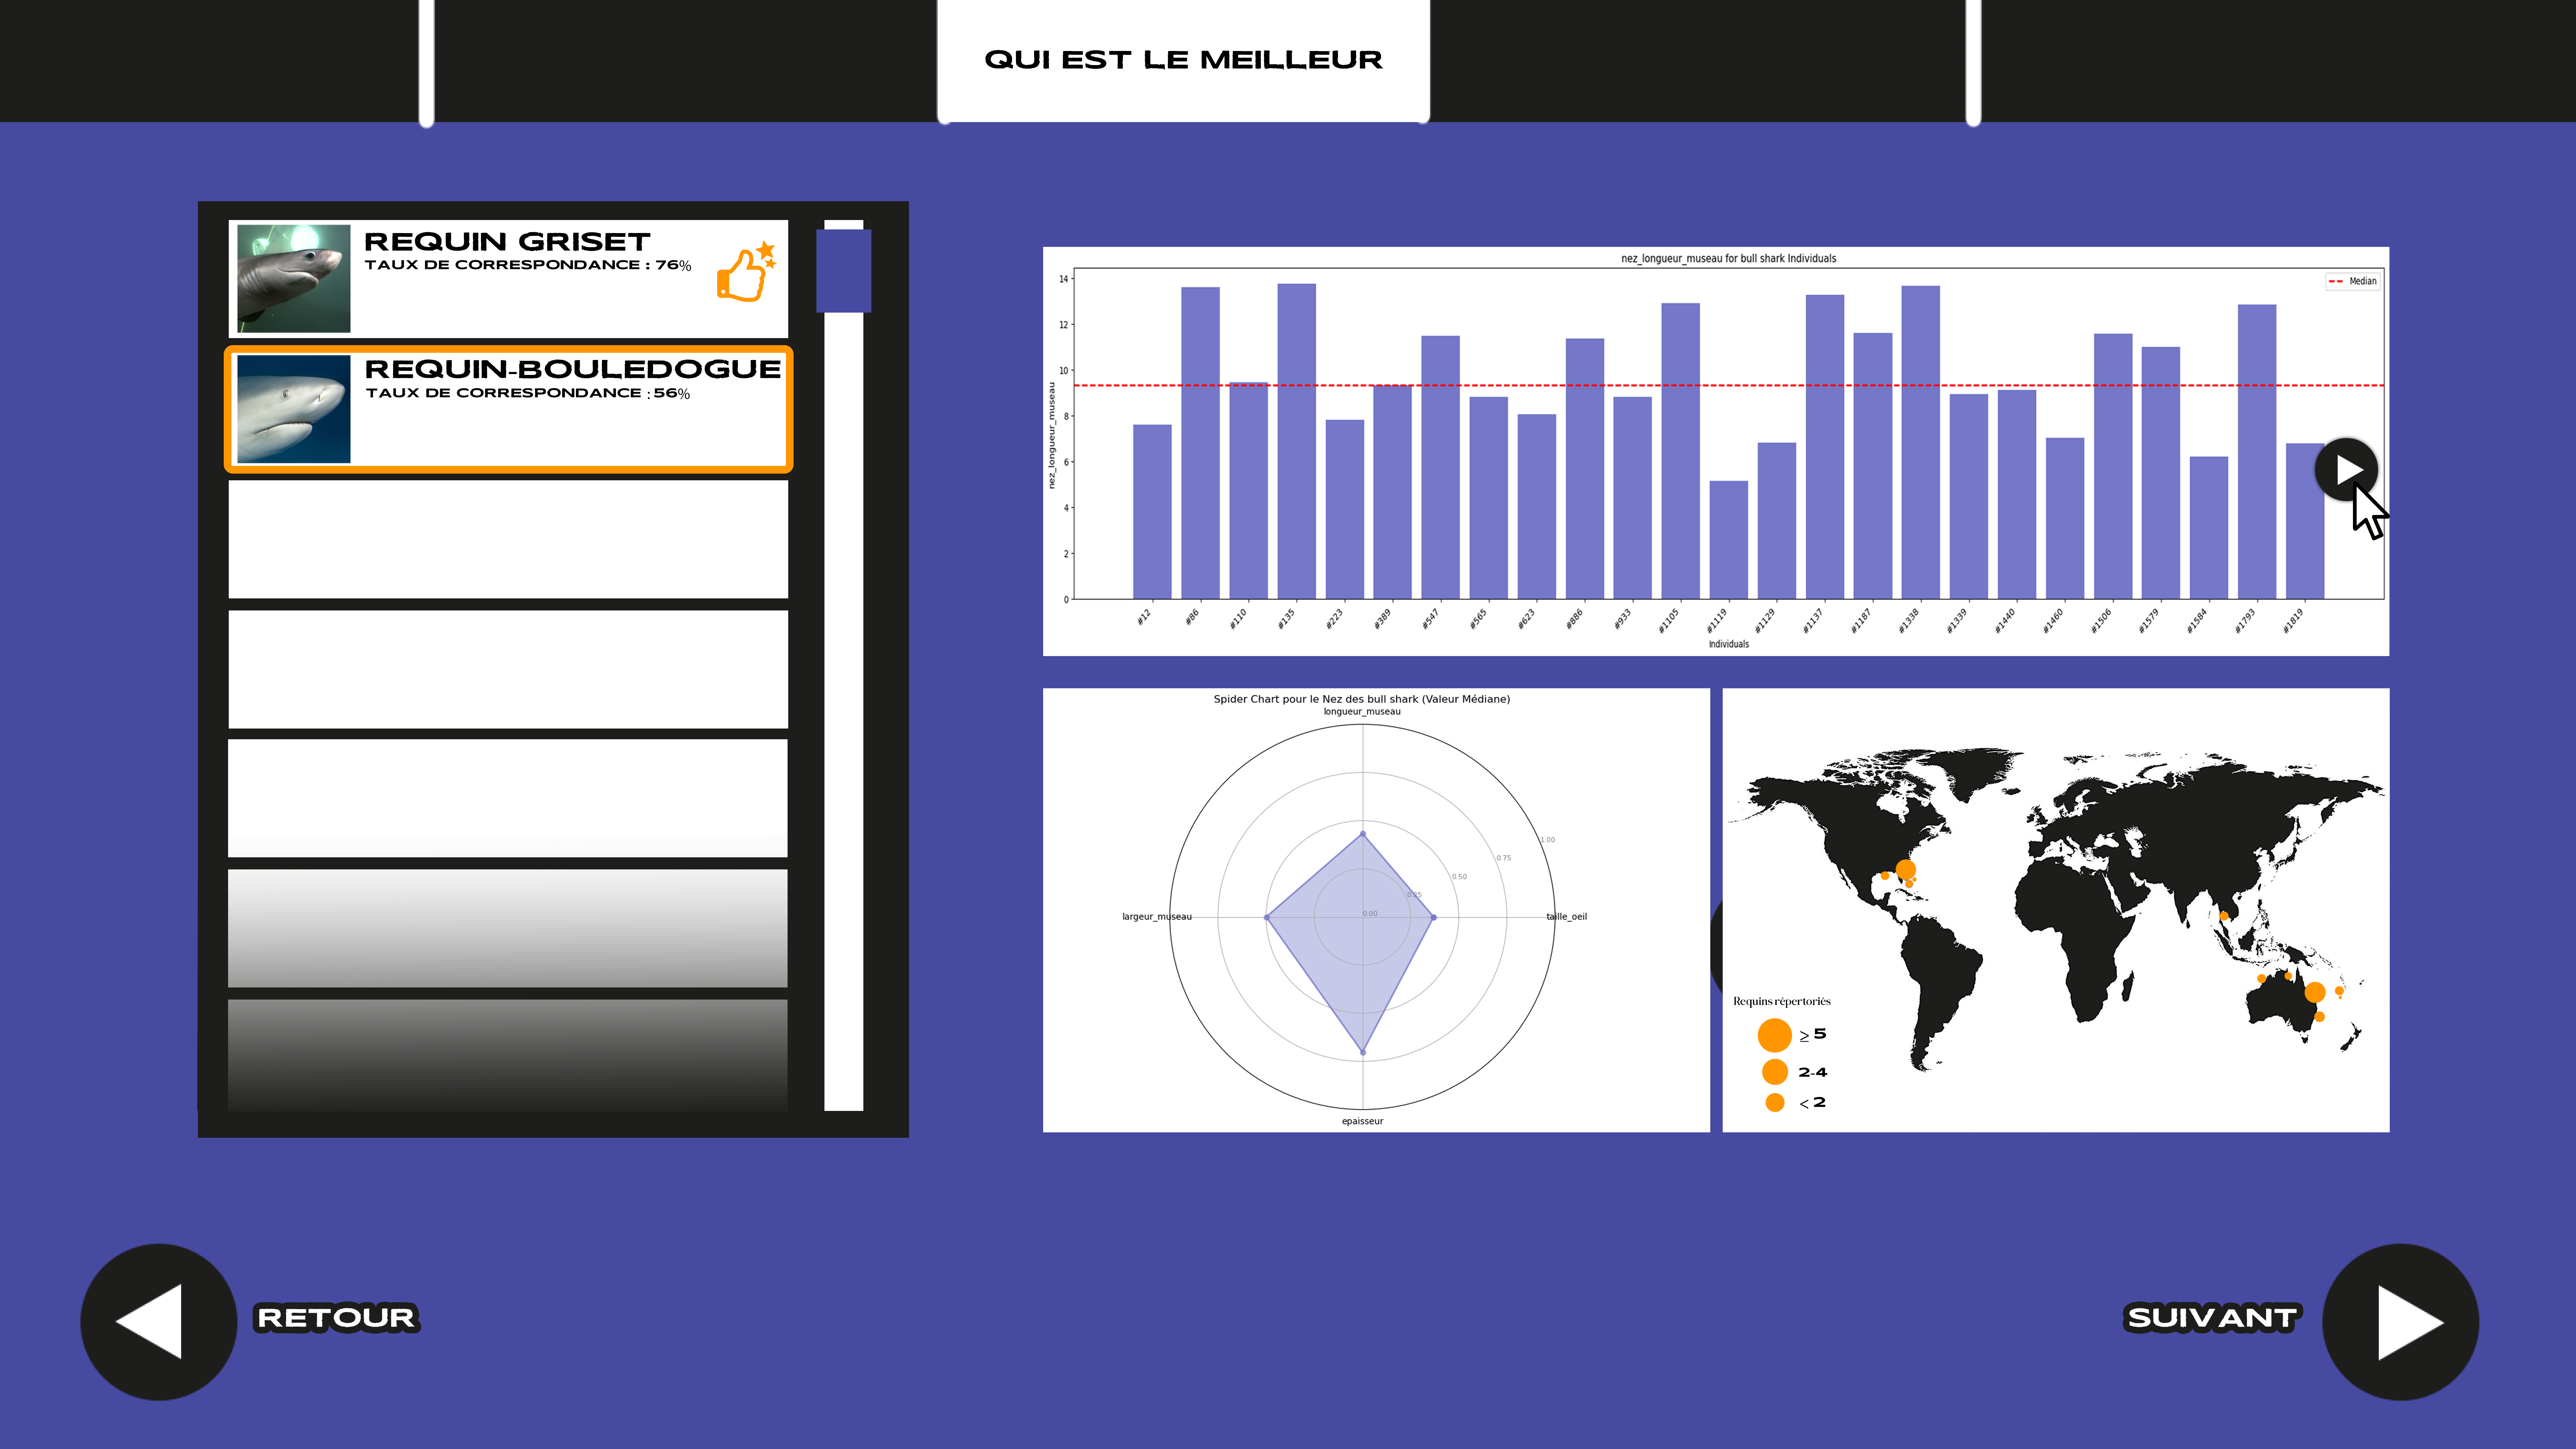 QUI EST LE MEILLEUR
REQUIN GRISET
TAUX DE CORRESPONDANCE : 76%
REQUIN-BOULEDOGUE
TAUX DE CORRESPONDANCE : 56%
nez_longueur_museau for bull shark Individuals
Median
nez_longueur_museau
14
12
10
8
6
4
2
0
#12 #86 #110 #135 #223 #389 #547 #565 #623 #886 #933 #1105 #1119 #1129 #1137 #1187 #1338 #1339 #1440 #1460 #1506 #1579 #1584 #1793 #1819
Individuals
Spider Chart pour le Nez des bull shark (Valeur Médiane)
longueur_museau
1.00
0.75
0.50
0.25
0.00
largeur_museau
taille_oeil
epaisseur
Requins répertoriés
≥ 5
2-4
< 2
RETOUR
SUIVANT